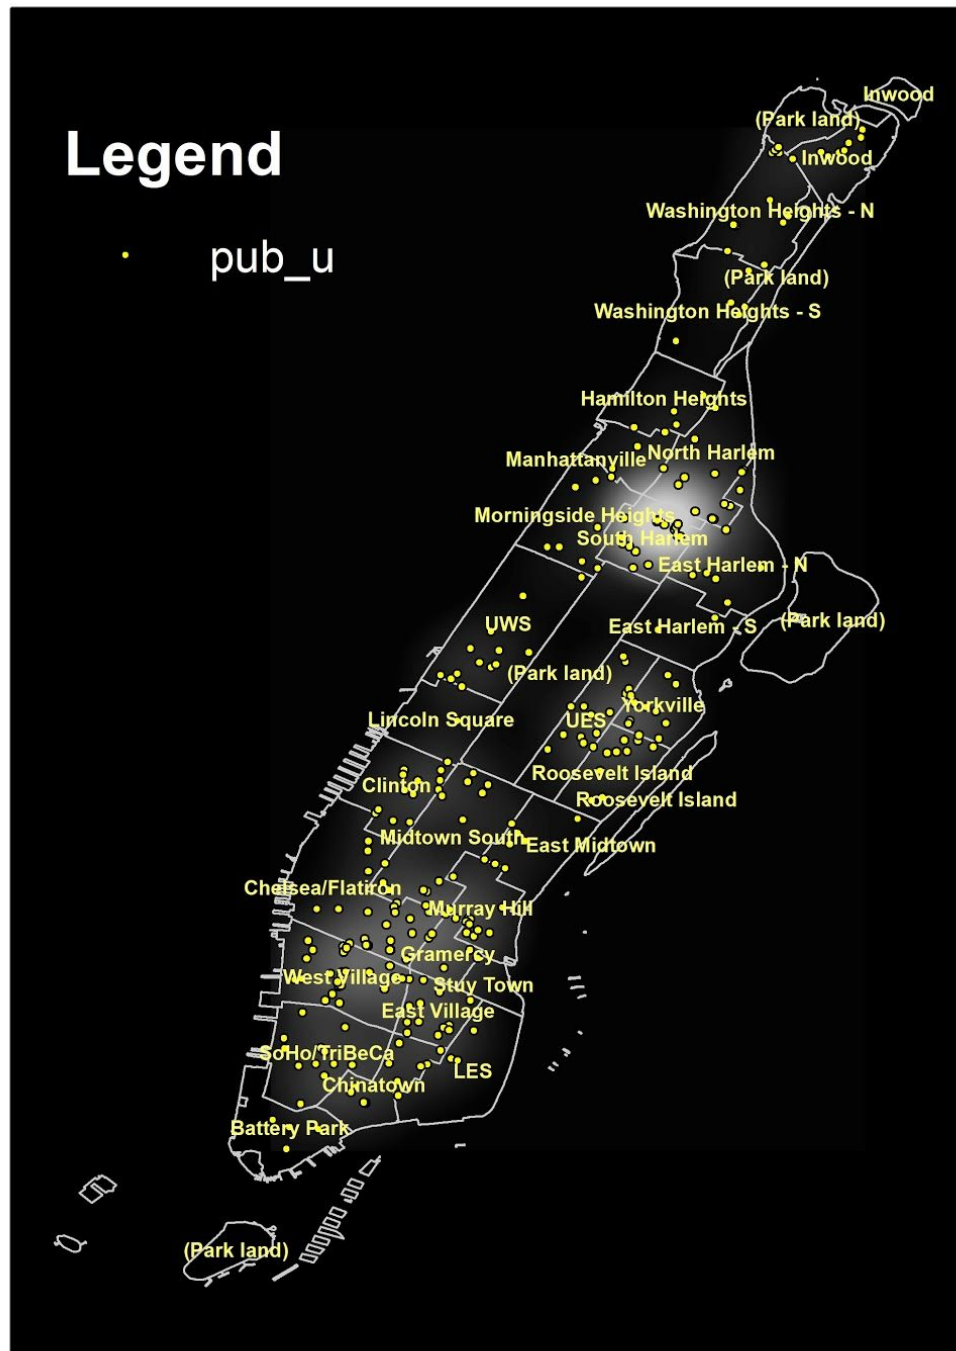 Inwood
(Park land)
Legend
Inwood
Washington Heights - N
pub_u
(Park land)
Washington Heights - S
Hamilton Heights
North Harlem
Manhattanville
Morningside Heights
South Harlem
East Harlem - N
(Park land)
UWS
East Harlem - S
(Park land)
Yorkville
Lincoln Square
UES
Roosevelt Island
Clinton
Roosevelt Island
Midtown South
East Midtown
Chelsea/Flatiron
Murray Hill
Gramercy
West Village
Stuy Town
East Village
SoHo/TriBeCa
LES
Chinatown
Battery Park
(Park land)